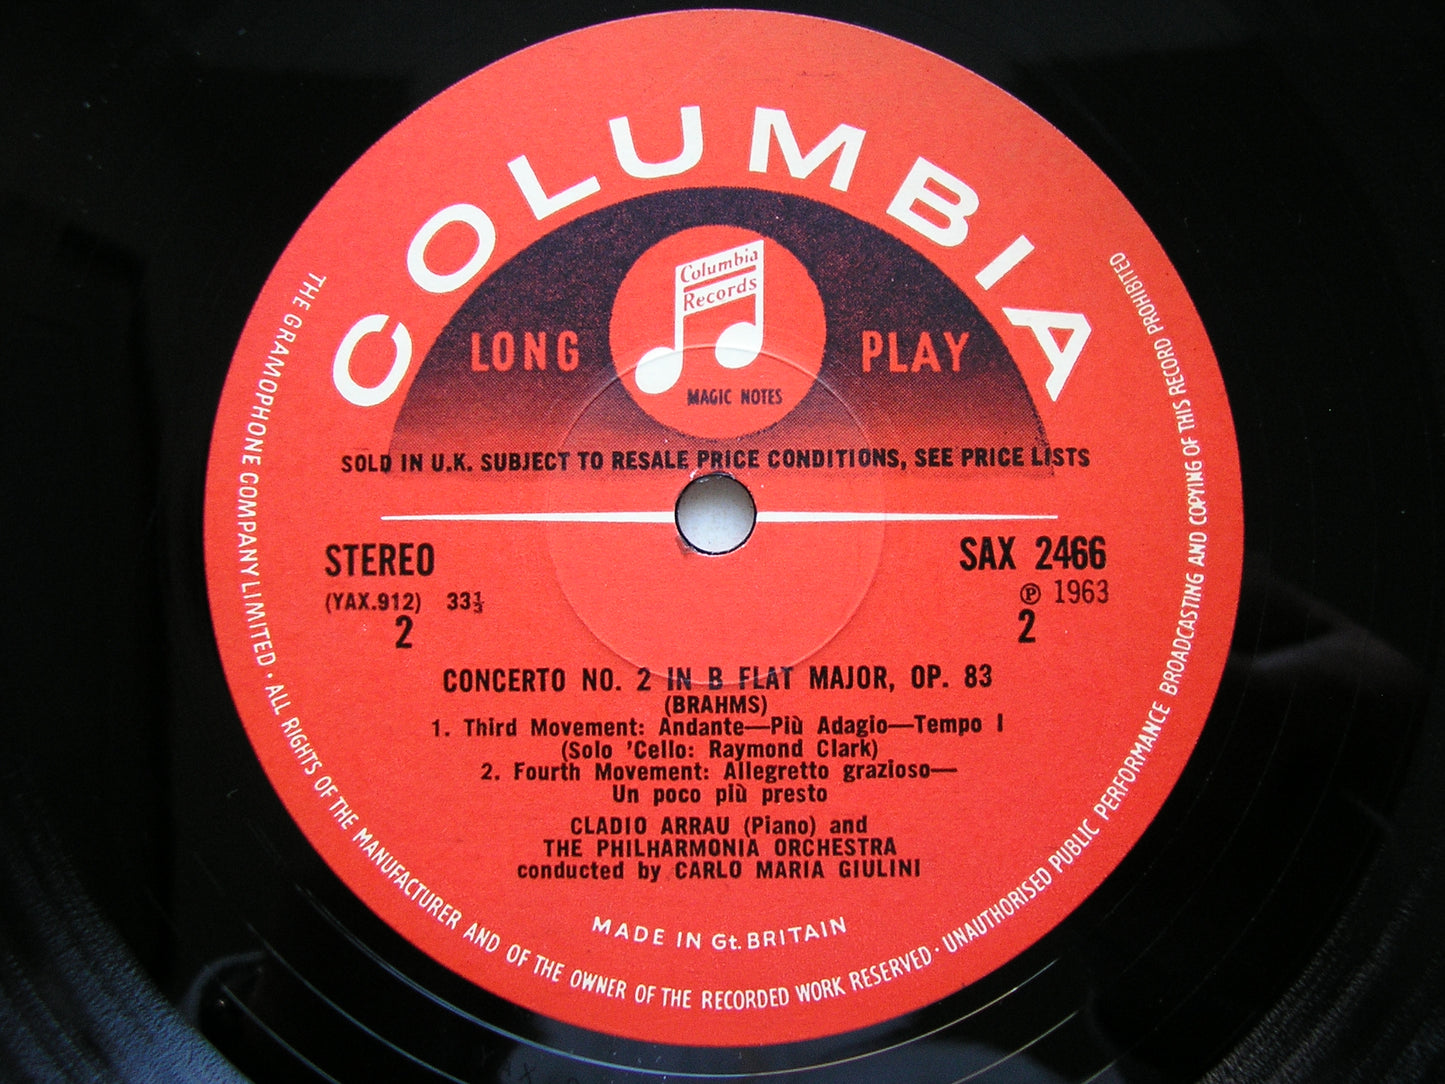 COLUMBIA
Columbia
Records
LONG PLAY
MAGIC NOTES
SOLD IN U.K. SUBJECT TO RESALE PRICE CONDITIONS, SEE PRICE LISTS
STEREO SAX 2466
(YAX.912) 33⅓ ℗ 1963
2 2
CONCERTO NO. 2 IN B FLAT MAJOR, OP. 83
(BRAHMS)
1. Third Movement: Andante—Più Adagio—Tempo I
(Solo 'Cello: Raymond Clark)
2. Fourth Movement: Allegretto grazioso—
Un poco più presto
CLADIO ARRAU (Piano) and
THE PHILHARMONIA ORCHESTRA
conducted by CARLO MARIA GIULINI
MADE IN Gt. BRITAIN
THE GRAMOPHONE COMPANY LIMITED · ALL RIGHTS OF THE MANUFACTURER AND OF THE OWNER OF THE RECORDED WORK RESERVED · UNAUTHORISED PUBLIC PERFORMANCE BROADCASTING AND COPYING OF THIS RECORD PROHIBITED